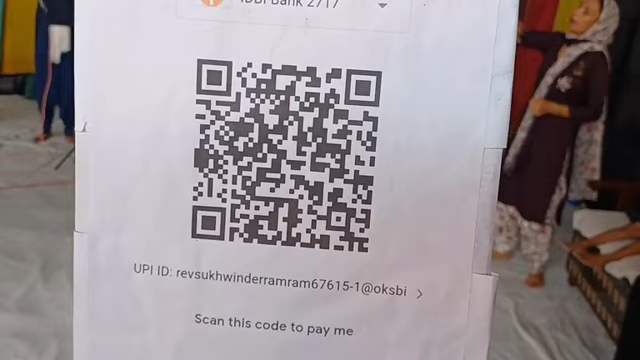 IDBI Bank 2717
UPI ID: revsukhwinderramram67615-1@oksbi
Scan this code to pay me